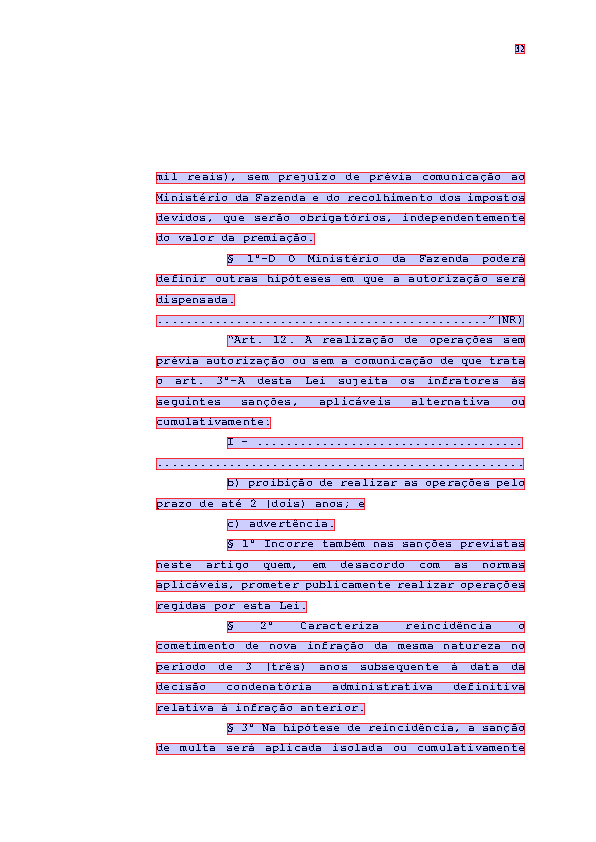 32
mil reais), sem prejuízo de prévia comunicação ao
Ministério da Fazenda e do recolhimento dos impostos
devidos, que serão obrigatórios, independentemente
do valor da premiação.
§ 1º-D O Ministério da Fazenda poderá
definir outras hipóteses em que a autorização será
dispensada.
..............................................”(NR)
“Art. 12. A realização de operações sem
prévia autorização ou sem a comunicação de que trata
o art. 3º-A desta Lei sujeita os infratores às
seguintes sanções, aplicáveis alternativa ou
cumulativamente:
I - .....................................
...................................................
b) proibição de realizar as operações pelo
prazo de até 2 (dois) anos; e
c) advertência.
§ 1º Incorre também nas sanções previstas
neste artigo quem, em desacordo com as normas
aplicáveis, prometer publicamente realizar operações
regidas por esta Lei.
§ 2º Caracteriza reincidência o
cometimento de nova infração da mesma natureza no
período de 3 (três) anos subsequente à data da
decisão condenatória administrativa definitiva
relativa à infração anterior.
§ 3º Na hipótese de reincidência, a sanção
de multa será aplicada isolada ou cumulativamente